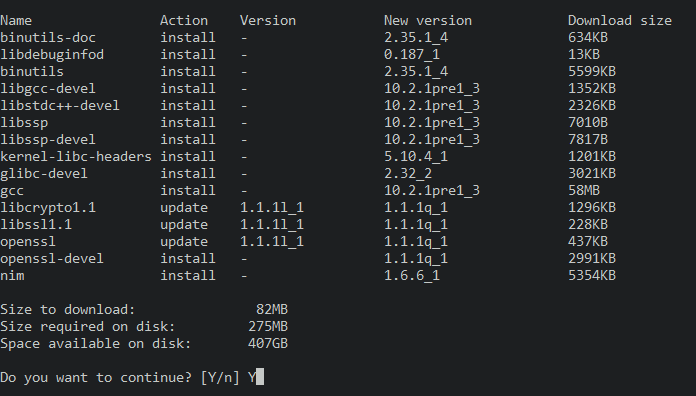 Name Action Version New version Download size
binutils-doc install - 2.35.1_4 634KB
libdebuginfod install - 0.187_1 13KB
binutils install - 2.35.1_4 5599KB
libgcc-devel install - 10.2.1pre1_3 1352KB
libstdc++-devel install - 10.2.1pre1_3 2326KB
libssp install - 10.2.1pre1_3 7010B
libssp-devel install - 10.2.1pre1_3 7817B
kernel-libc-headers install - 5.10.4_1 1201KB
glibc-devel install - 2.32_2 3021KB
gcc install - 10.2.1pre1_3 58MB
libcrypto1.1 update 1.1.1l_1 1.1.1q_1 1296KB
libssl1.1 update 1.1.1l_1 1.1.1q_1 228KB
openssl update 1.1.1l_1 1.1.1q_1 437KB
openssl-devel install - 1.1.1q_1 2991KB
nim install - 1.6.6_1 5354KB
Size to download: 82MB
Size required on disk: 275MB
Space available on disk: 407GB
Do you want to continue? [Y/n] Y